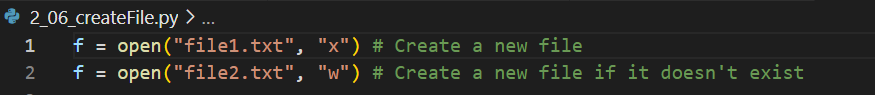 2_06_createFile.py > ...
1 f = open("file1.txt", "x") # Create a new file
2 f = open("file2.txt", "w") # Create a new file if it doesn't exist